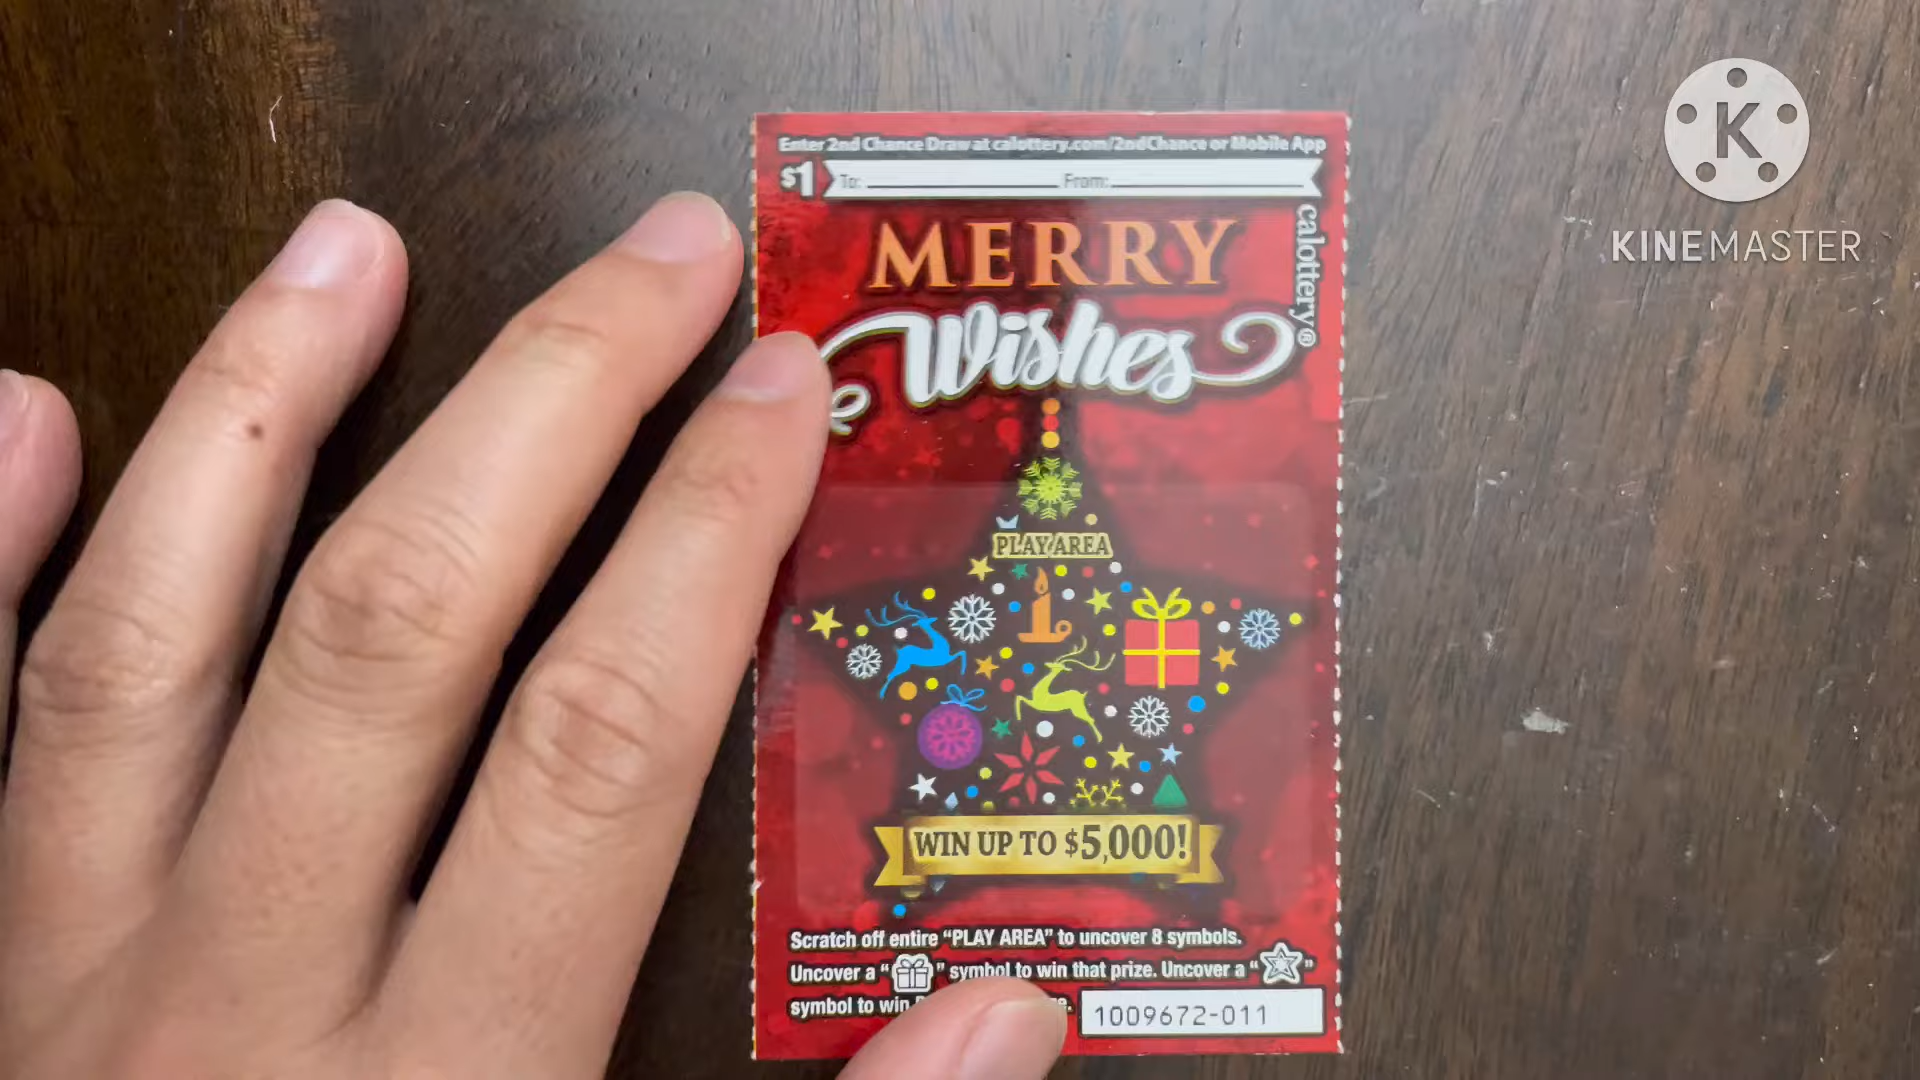 Enter 2nd Chance Draw at calottery.com/2ndChance or Mobile App
$1 To: From:
calottery®
MERRY
Wishes
PLAY AREA
WIN UP TO $5,000!
Scratch off entire “PLAY AREA” to uncover 8 symbols.
Uncover a “ ” symbol to win that prize. Uncover a “ ”
symbol to win
1009672-011
K
KINEMASTER